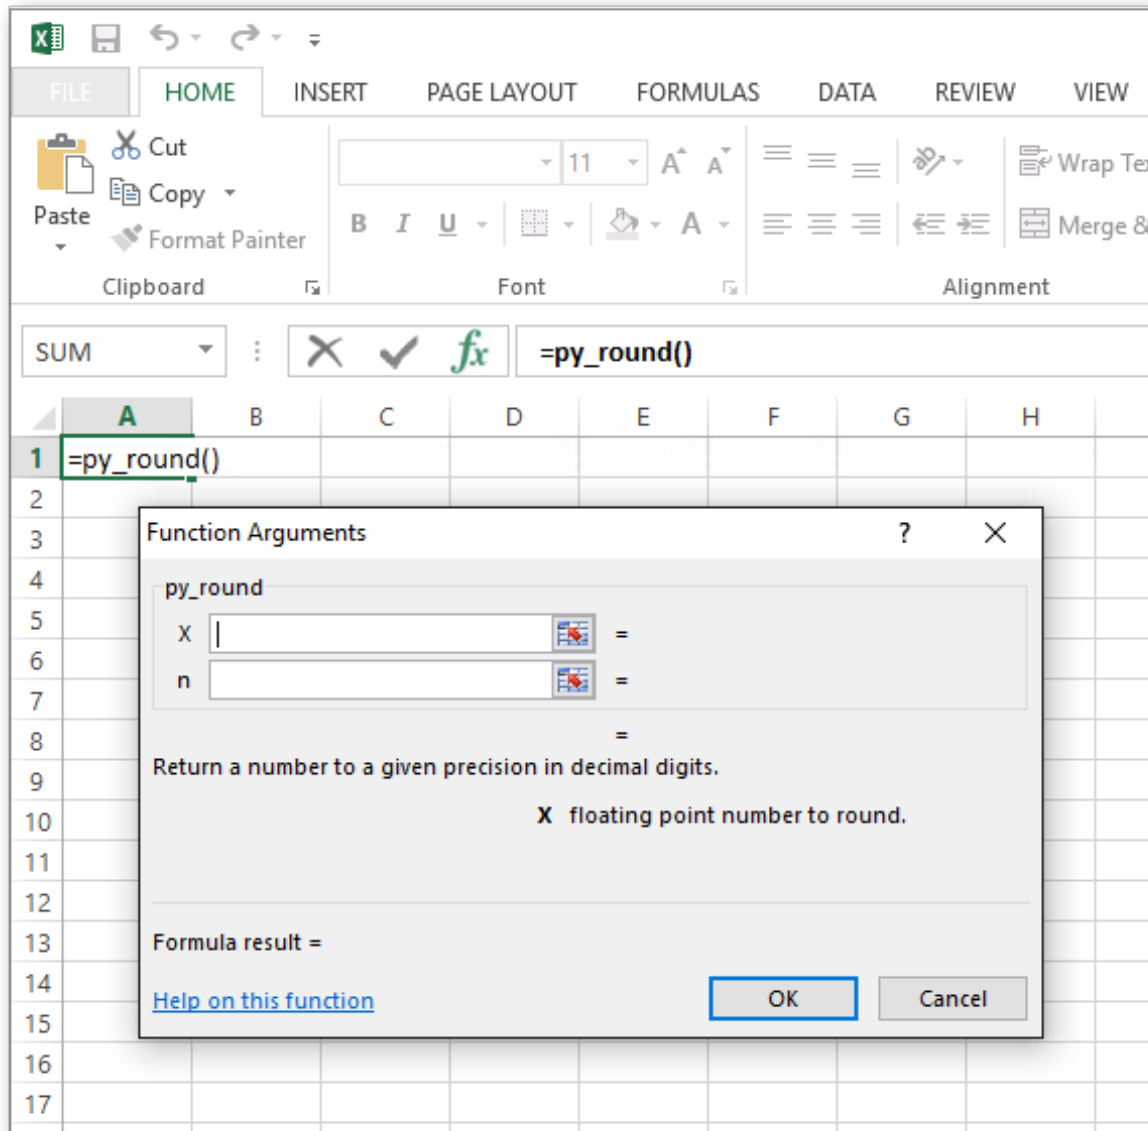 FILE HOME INSERT PAGE LAYOUT FORMULAS DATA REVIEW VIEW
Paste
Cut
Copy
Format Painter
Clipboard
11 A A
B I U A
Font
Wrap Te
Merge &
Alignment
SUM fx =py_round()
A B C D E F G H
1 =py_round()
2
3
4
5
6
7
8
9
10
11
12
13
14
15
16
17
Function Arguments ? X
py_round
X =
n =
=
Return a number to a given precision in decimal digits.
X floating point number to round.
Formula result =
Help on this function OK Cancel